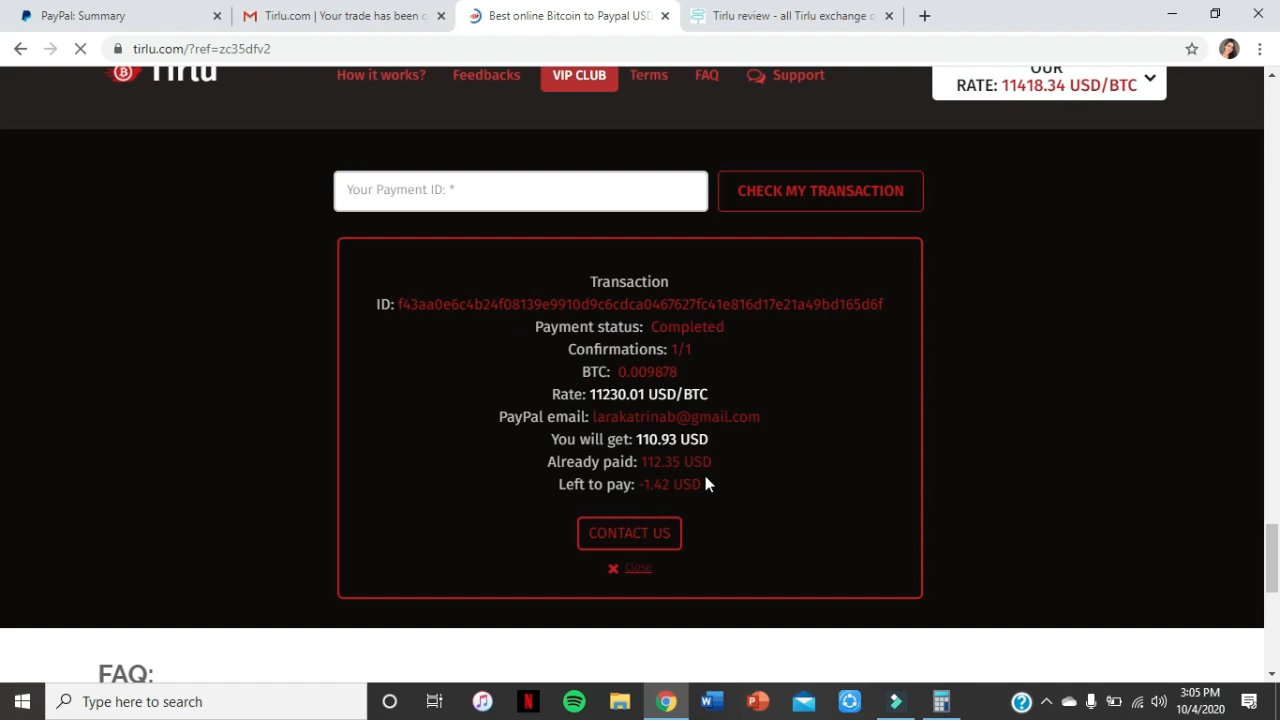 PayPal: Summary
Tirlu.com | Your trade has been c
Best online Bitcoin to Paypal USD
Tirlu review - all Tirlu exchange o
tirlu.com/?ref=zc35dfv2
Tirlu
How it works?
Feedbacks
VIP CLUB
Terms
FAQ
Support
OUR
RATE: 11418.34 USD/BTC
Your Payment ID: *
CHECK MY TRANSACTION
Transaction
ID: f43aa0e6c4b24f08139e9910d9c6cdca0467627fc41e816d17e21a49bd165d6f
Payment status: Completed
Confirmations: 1/1
BTC: 0.009878
Rate: 11230.01 USD/BTC
PayPal email: larakatrinab@gmail.com
You will get: 110.93 USD
Already paid: 112.35 USD
Left to pay: -1.42 USD
CONTACT US
Close
FAQ:
Type here to search
3:05 PM
10/4/2020